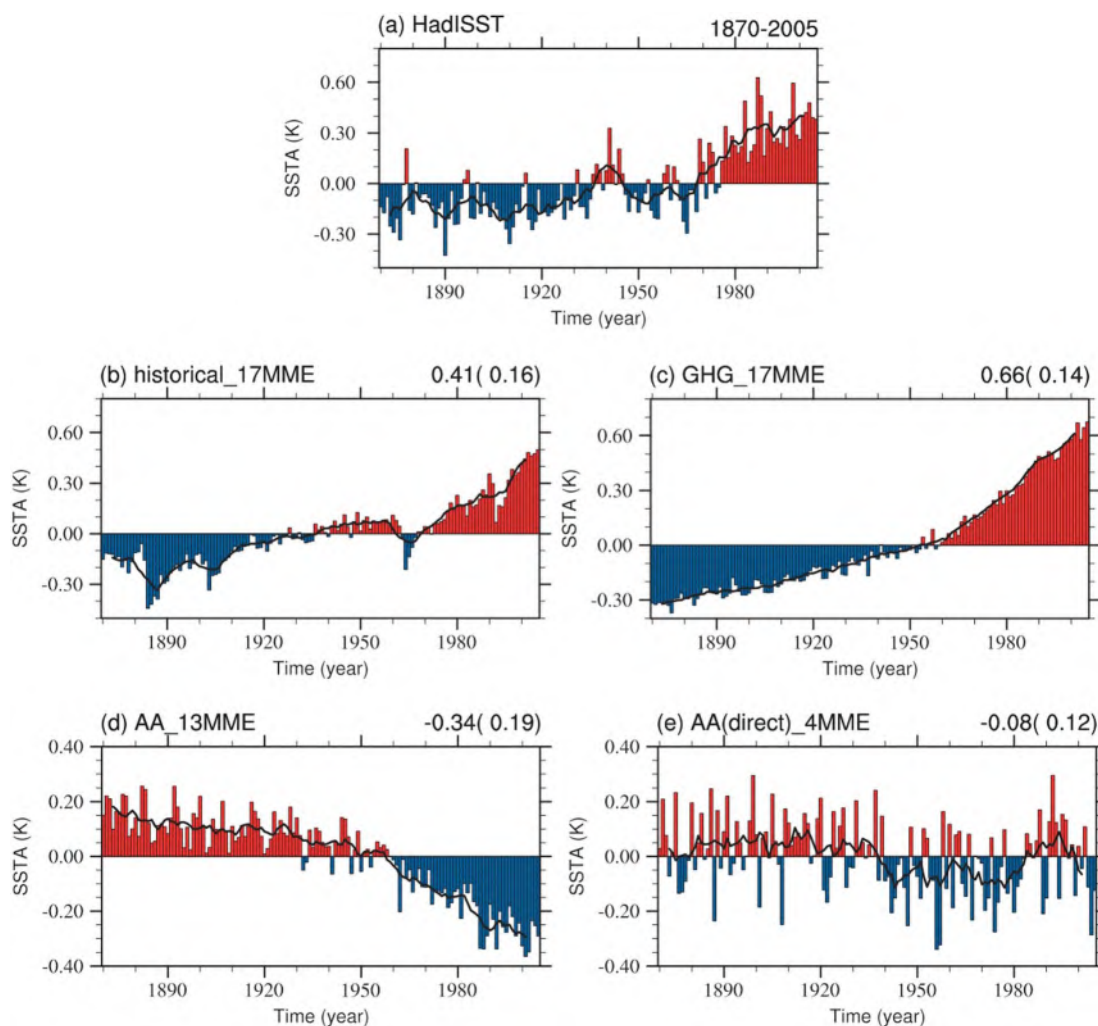 (a) HadISST 1870-2005
SSTA (K)
0.60
0.30
0.00
-0.30
1890 1920 1950 1980
Time (year)
(b) historical_17MME 0.41( 0.16)
SSTA (K)
0.60
0.30
0.00
-0.30
1890 1920 1950 1980
Time (year)
(c) GHG_17MME 0.66( 0.14)
SSTA (K)
0.60
0.30
0.00
-0.30
1890 1920 1950 1980
Time (year)
(d) AA_13MME -0.34( 0.19)
SSTA (K)
0.40
0.20
0.00
-0.20
-0.40
1890 1920 1950 1980
Time (year)
(e) AA(direct)_4MME -0.08( 0.12)
SSTA (K)
0.40
0.20
0.00
-0.20
-0.40
1890 1920 1950 1980
Time (year)